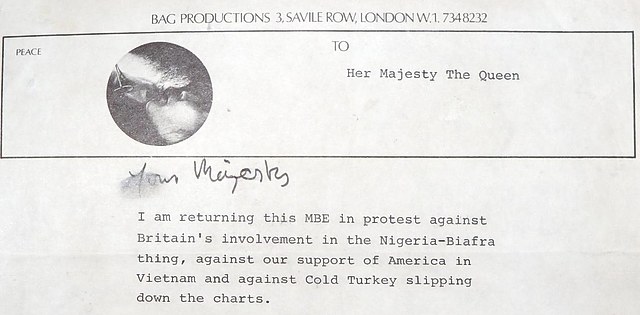 BAG PRODUCTIONS 3, SAVILE ROW, LONDON W.1. 734 8232
PEACE
TO
Her Majesty The Queen
Your Majesty
I am returning this MBE in protest against
Britain's involvement in the Nigeria-Biafra
thing, against our support of America in
Vietnam and against Cold Turkey slipping
down the charts.